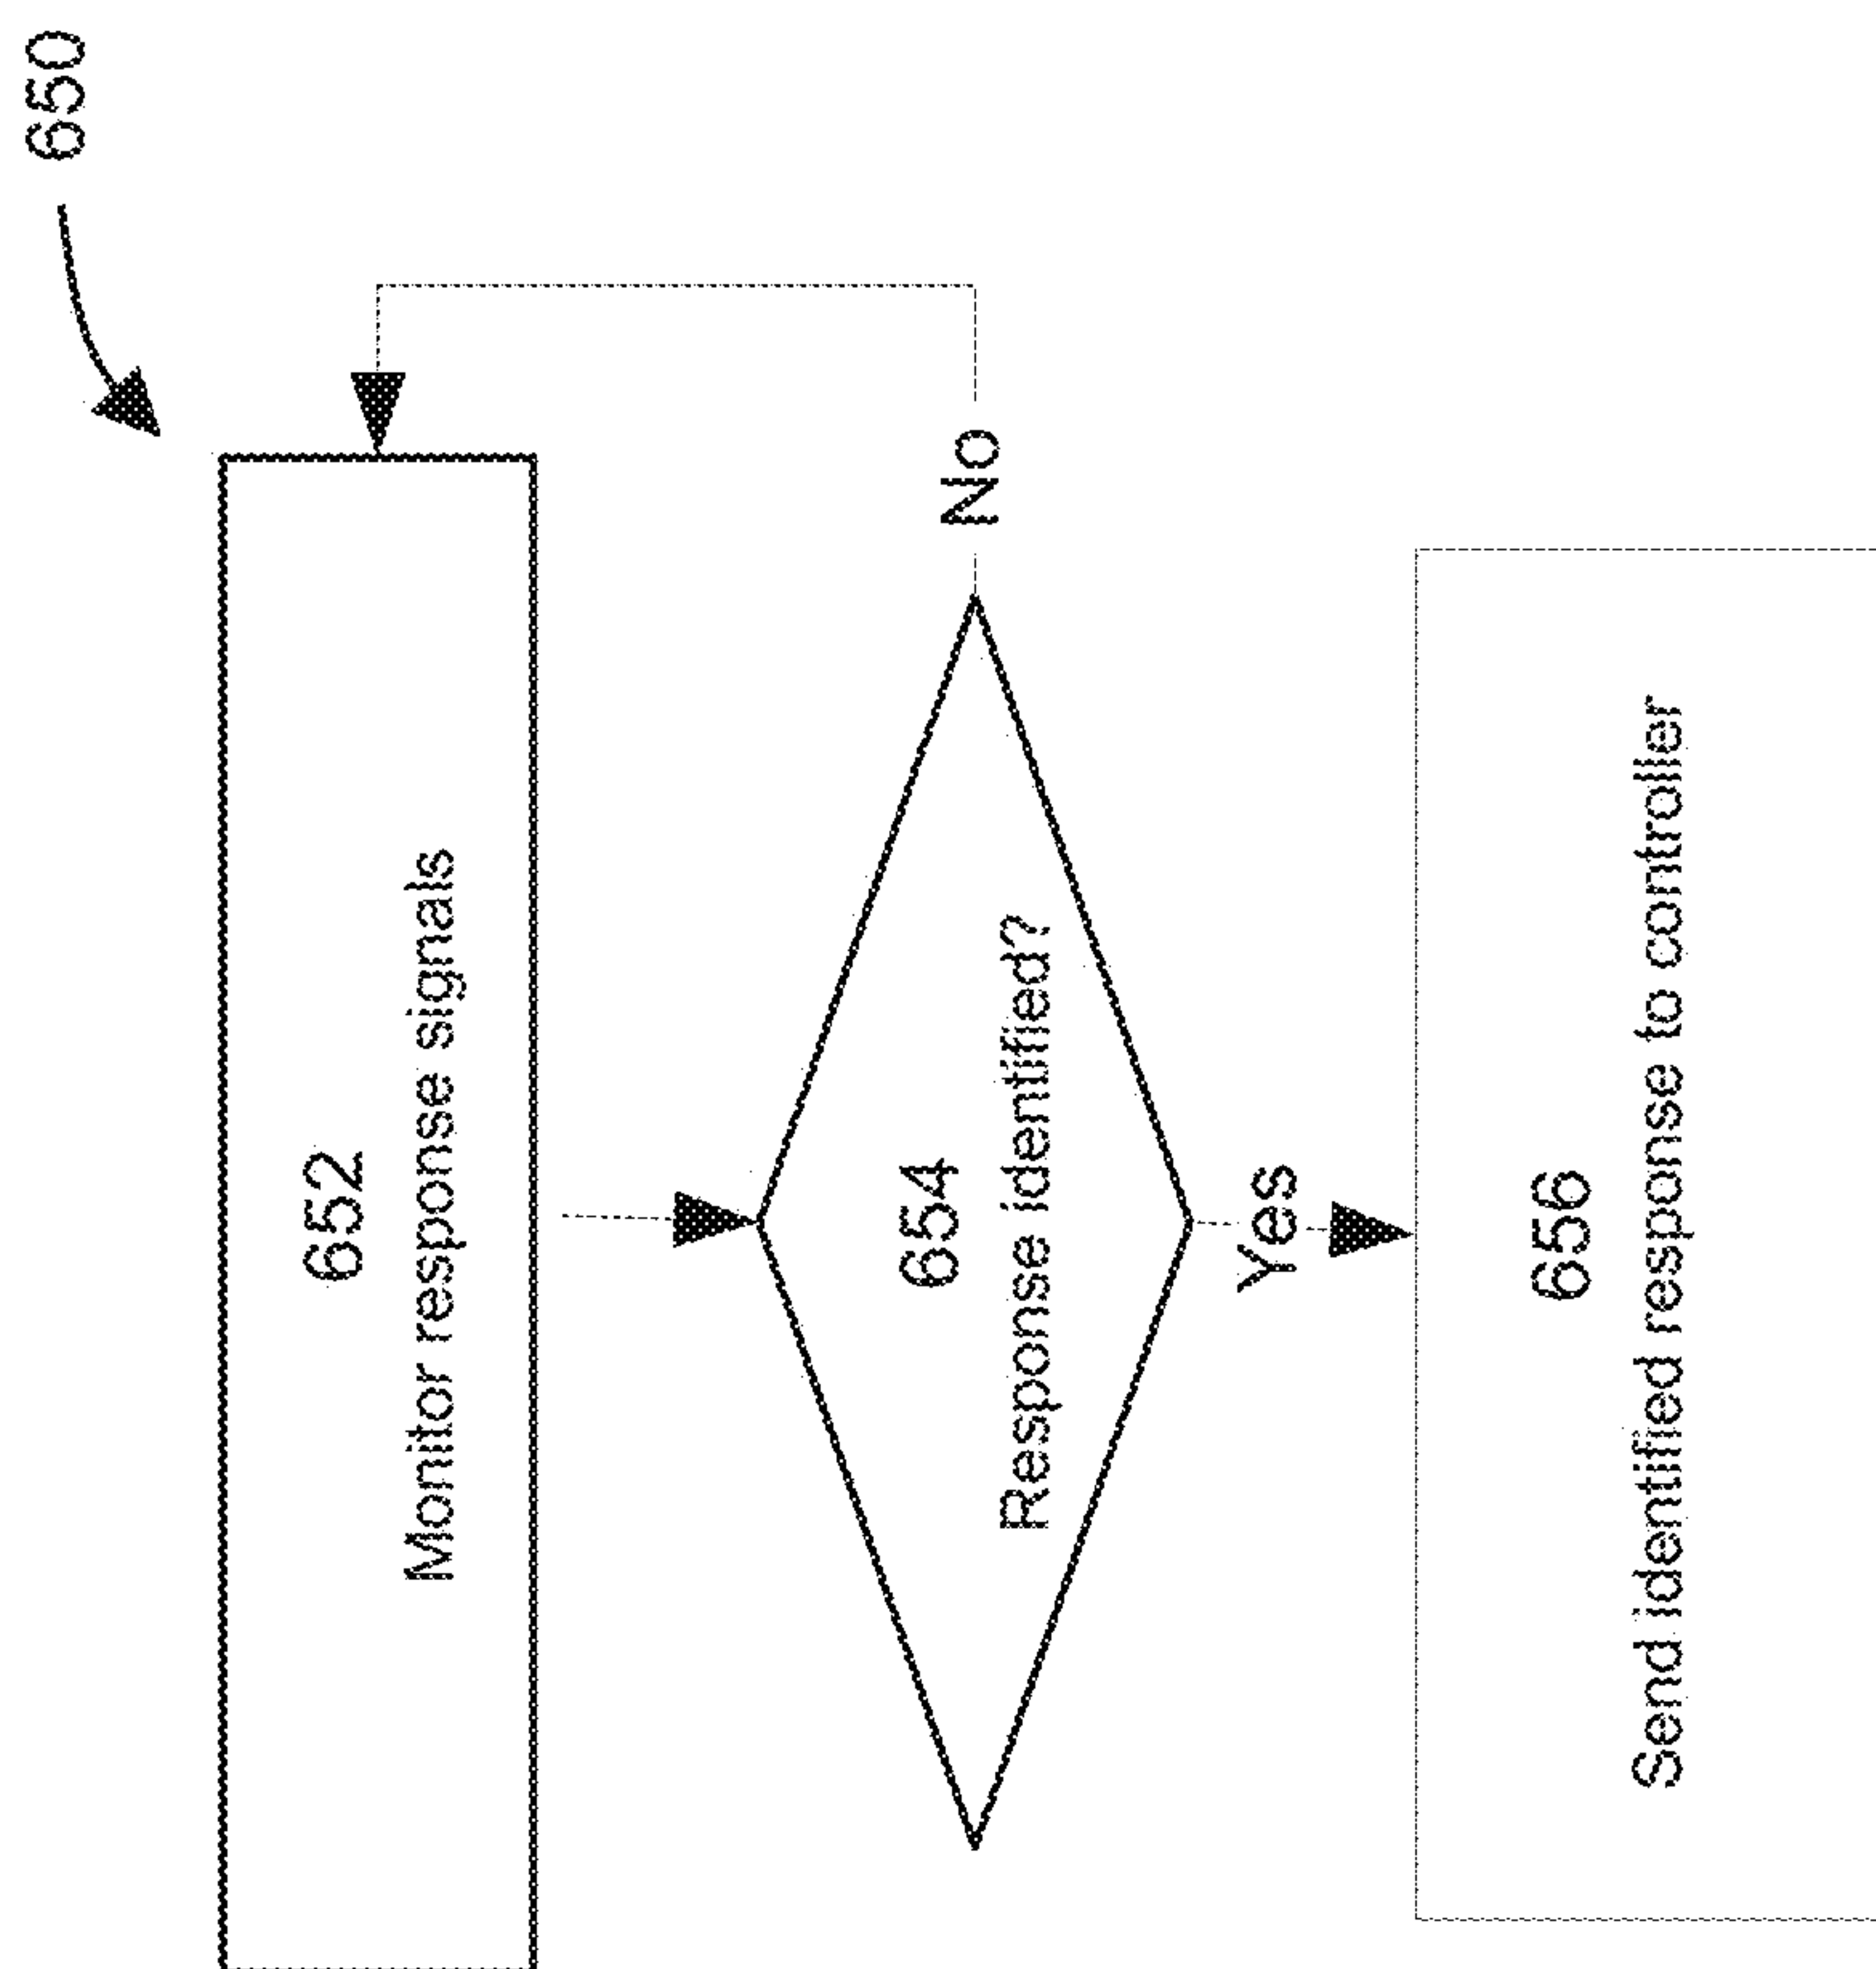 650
652
Monitor response signals
654
Response identified?
No
Yes
656
Send identified response to controller